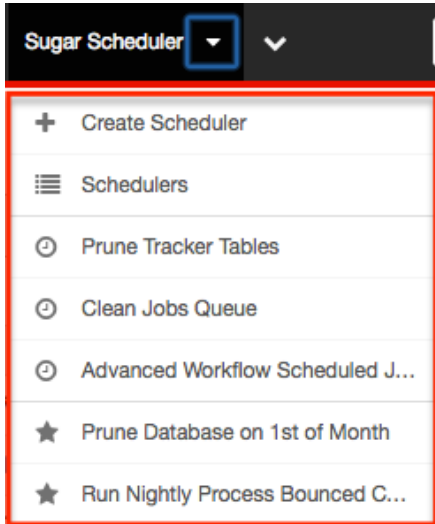 Sugar Scheduler
Create Scheduler
Schedulers
Prune Tracker Tables
Clean Jobs Queue
Advanced Workflow Scheduled J...
Prune Database on 1st of Month
Run Nightly Process Bounced C...